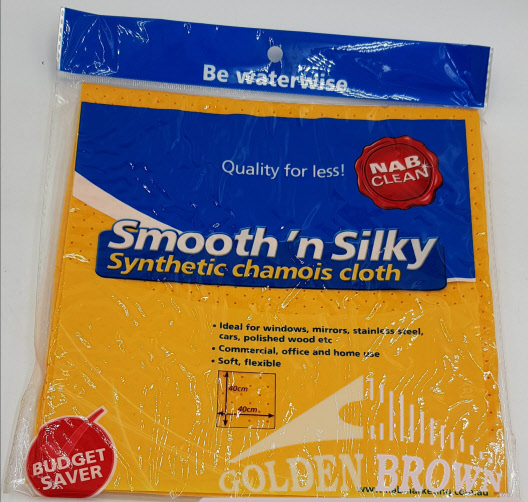 Be waterwise
Quality for less!
NAB
CLEAN
Smooth 'n Silky
Synthetic chamois cloth
• Ideal for windows, mirrors, stainless steel,
cars, polished wood etc
• Commercial, office and home use
• Soft, flexible
40cm
40cm
BUDGET
SAVER
GOLDEN BROWN